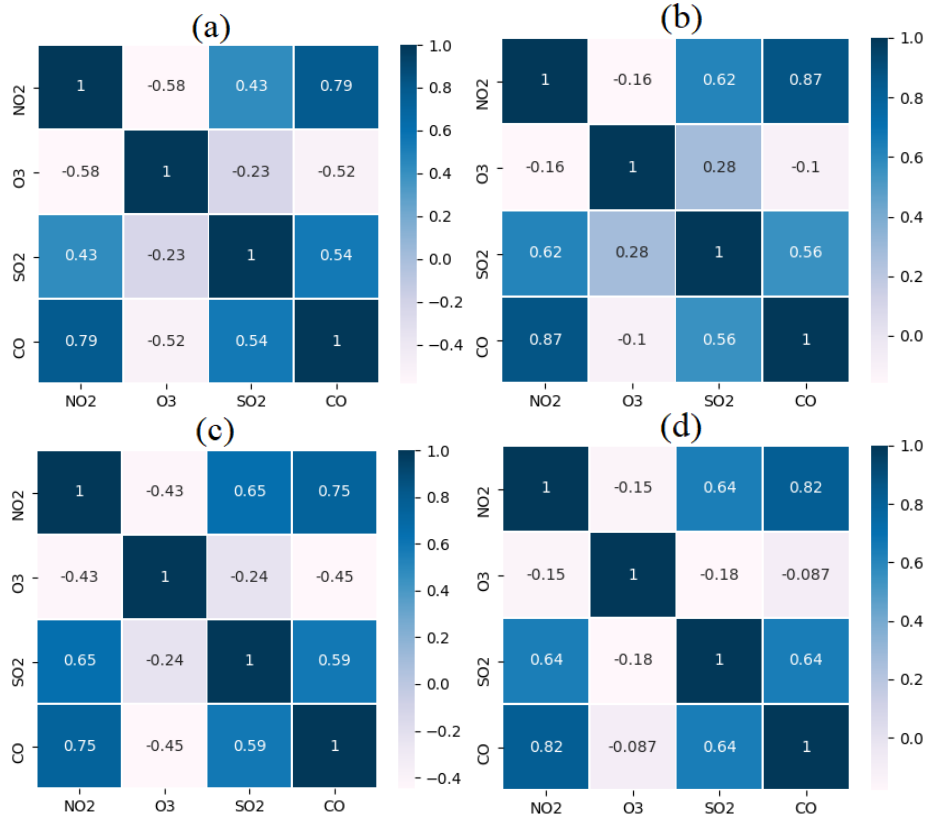 (a)
NO2 1 -0.58 0.43 0.79
O3 -0.58 1 -0.23 -0.52
SO2 0.43 -0.23 1 0.54
CO 0.79 -0.52 0.54 1
NO2 O3 SO2 CO
1.0
0.8
0.6
0.4
0.2
0.0
−0.2
−0.4
(b)
NO2 1 -0.16 0.62 0.87
O3 -0.16 1 0.28 -0.1
SO2 0.62 0.28 1 0.56
CO 0.87 -0.1 0.56 1
NO2 O3 SO2 CO
1.0
0.8
0.6
0.4
0.2
0.0
(c)
NO2 1 -0.43 0.65 0.75
O3 -0.43 1 -0.24 -0.45
SO2 0.65 -0.24 1 0.59
CO 0.75 -0.45 0.59 1
NO2 O3 SO2 CO
1.0
0.8
0.6
0.4
0.2
0.0
−0.2
−0.4
(d)
NO2 1 -0.15 0.64 0.82
O3 -0.15 1 -0.18 -0.087
SO2 0.64 -0.18 1 0.64
CO 0.82 -0.087 0.64 1
NO2 O3 SO2 CO
1.0
0.8
0.6
0.4
0.2
0.0